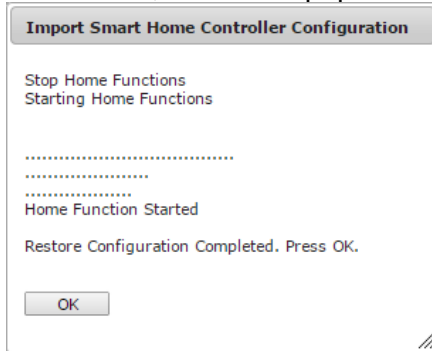 Import Smart Home Controller Configuration
Stop Home Functions
Starting Home Functions
.....................................
......................
...................
Home Function Started
Restore Configuration Completed. Press OK.
OK